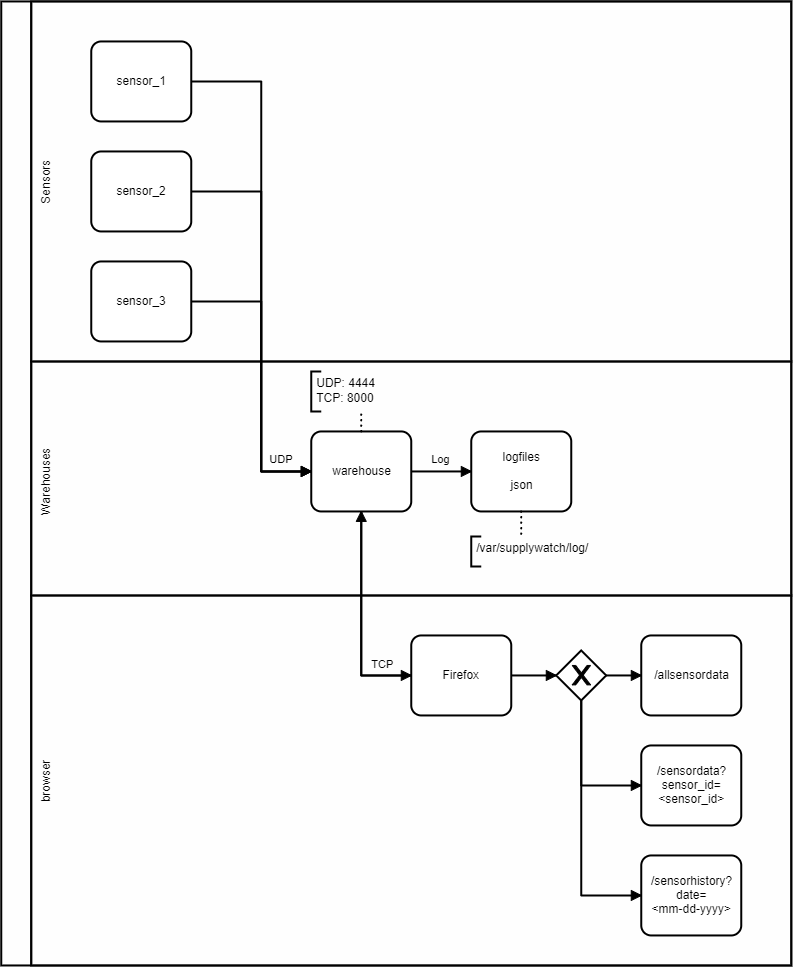 Sensors
sensor_1
sensor_2
sensor_3
Warehouses
UDP: 4444
TCP: 8000
UDP
warehouse
Log
logfiles
json
/var/supplywatch/log/
browser
TCP
Firefox
X
/allsensordata
/sensordata?
sensor_id=
<sensor_id>
/sensorhistory?
date=
<mm-dd-yyyy>